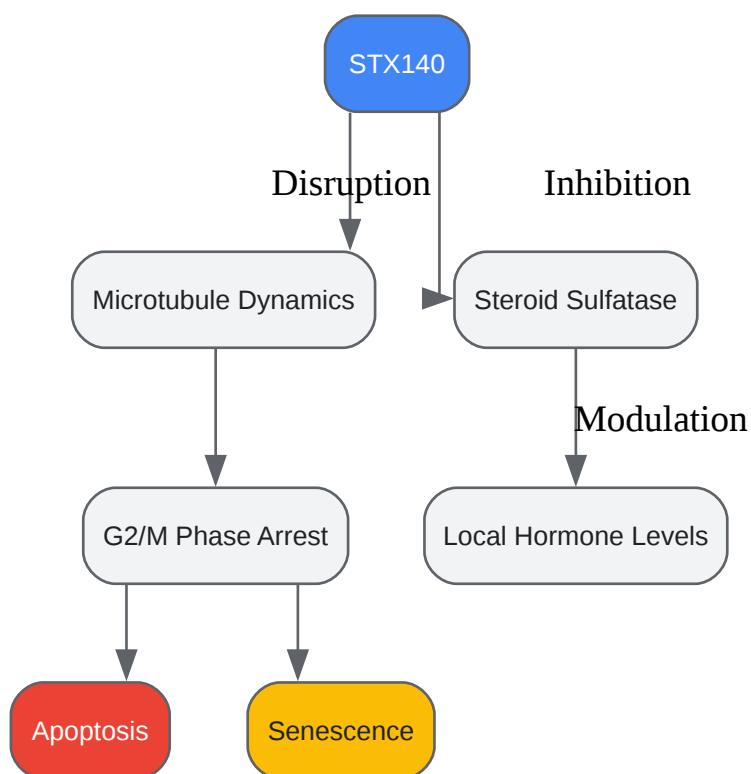 STX140
Disruption
Inhibition
Microtubule Dynamics
Steroid Sulfatase
Modulation
G2/M Phase Arrest
Local Hormone Levels
Apoptosis
Senescence